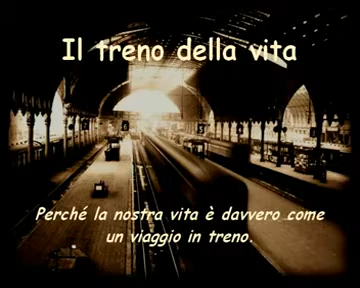 Il treno della vita
Perché la nostra vita è davvero come
un viaggio in treno.